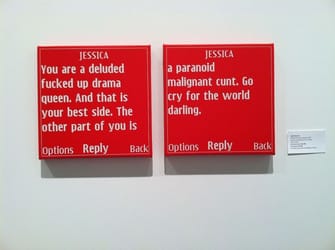 JESSICA
You are a deluded
fucked up drama
queen. And that is
your best side. The
other part of you is
Options Reply Back
JESSICA
a paranoid
malignant cunt. Go
cry for the world
darling.
Options Reply Back